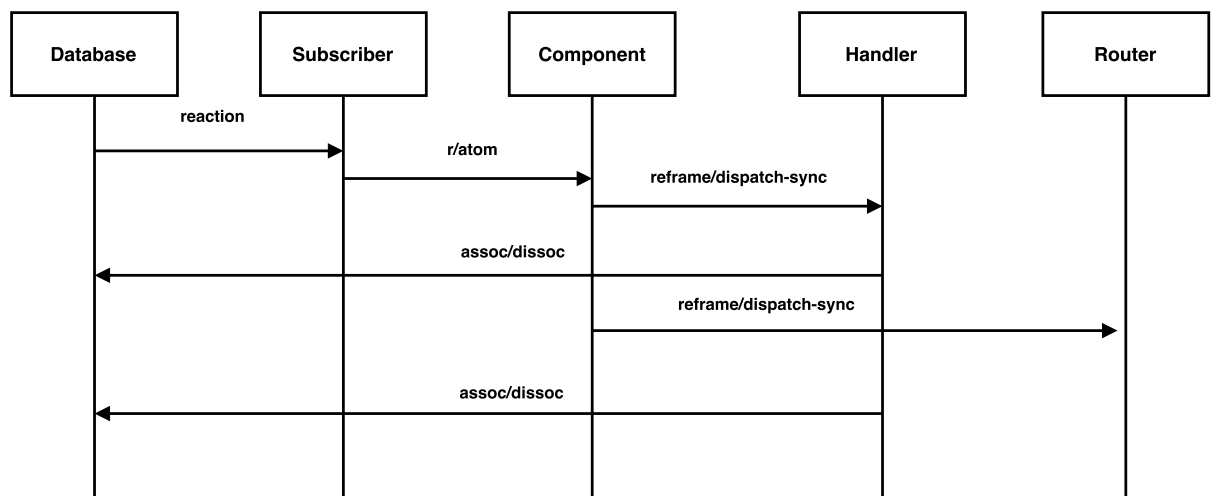 Database
Subscriber
Component
Handler
Router
reaction
r/atom
reframe/dispatch-sync
assoc/dissoc
reframe/dispatch-sync
assoc/dissoc